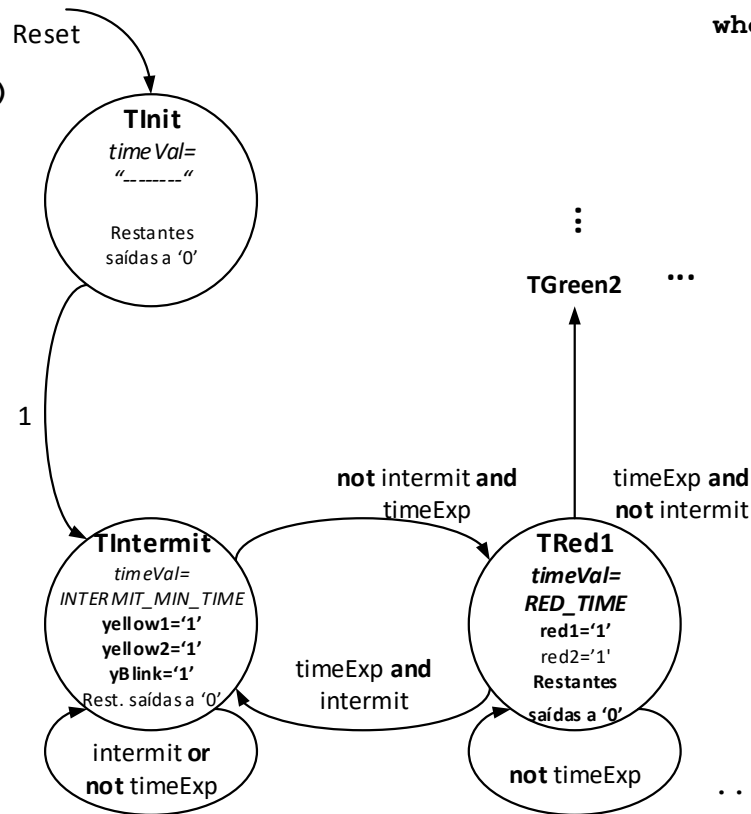 Reset
whe
)
TInit
timeVal=
"--------"
Restantes
saídas a '0'
⋮
TGreen2
...
1
not intermit and
timeExp
timeExp and
not intermit
TIntermit
timeVal=
INTERMIT_MIN_TIME
yellow1='1'
yellow2='1'
yBlink='1'
Rest. saídas a '0'
TRed1
timeVal=
RED_TIME
red1='1'
red2='1'
Restantes
saídas a '0'
timeExp and
intermit
intermit or
not timeExp
not timeExp
..